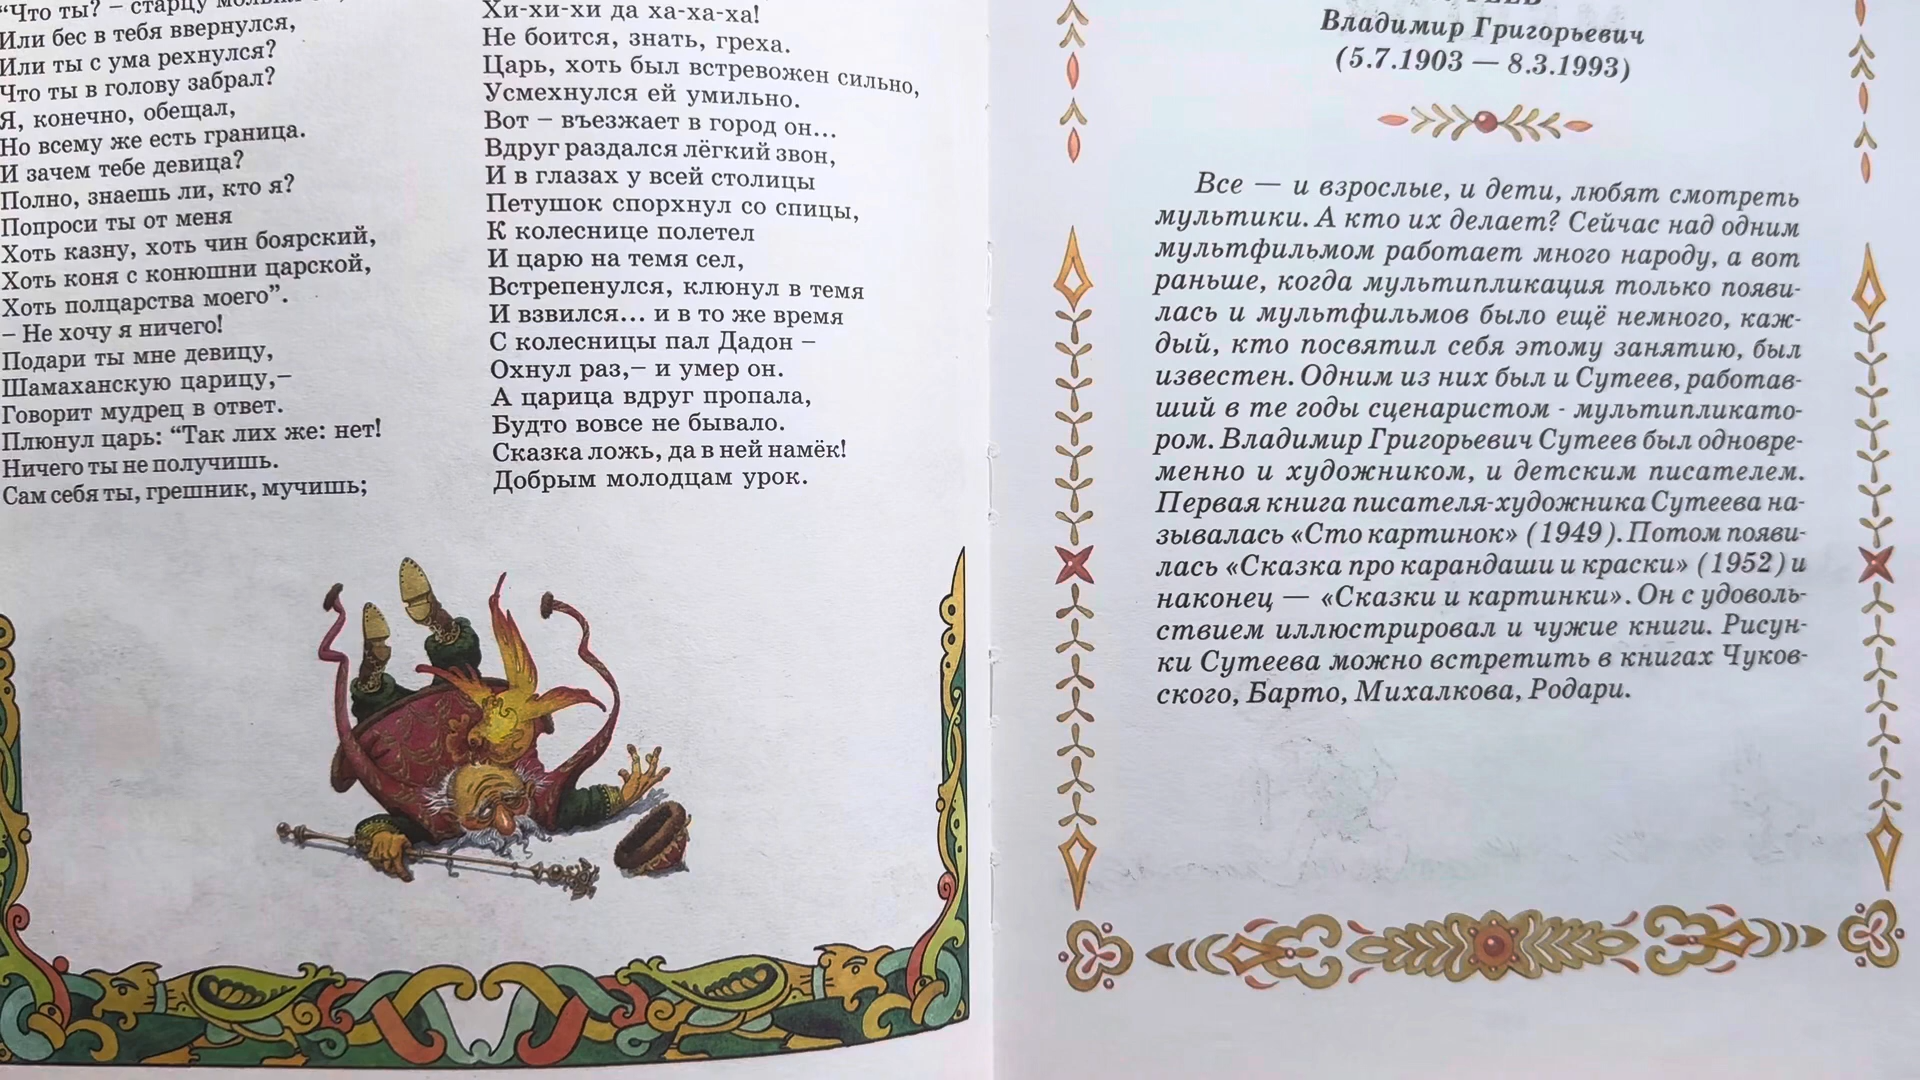 “Что ты? – старцу
Или бес в тебя ввернулся,
Или ты с ума рехнулся?
Что ты в голову забрал?
Я, конечно, обещал,
Но всему же есть граница.
И зачем тебе девица?
Полно, знаешь ли, кто я?
Попроси ты от меня
Хоть казну, хоть чин боярский,
Хоть коня с конюшни царской,
Хоть полцарства моего”.
– Не хочу я ничего!
Подари ты мне девицу,
Шамаханскую царицу,–
Говорит мудрец в ответ.
Плюнул царь: “Так лих же: нет!
Ничего ты не получишь.
Сам себя ты, грешник, мучишь;
Хи-хи-хи да ха-ха-ха!
Не боится, знать, греха.
Царь, хоть был встревожен сильно,
Усмехнулся ей умильно.
Вот – въезжает в город он...
Вдруг раздался лёгкий звон,
И в глазах у всей столицы
Петушок спорхнул со спицы,
К колеснице полетел
И царю на темя сел,
Встрепенулся, клюнул в темя
И взвился... и в то же время
С колесницы пал Дадон –
Охнул раз,– и умер он.
А царица вдруг пропала,
Будто вовсе не бывало.
Сказка ложь, да в ней намёк!
Добрым молодцам урок.
Владимир Григорьевич
(5.7.1903 — 8.3.1993)
Все — и взрослые, и дети, любят смотреть
мультики. А кто их делает? Сейчас над одним
мультфильмом работает много народу, а вот
раньше, когда мультипликация только появи-
лась и мультфильмов было ещё немного, каж-
дый, кто посвятил себя этому занятию, был
известен. Одним из них был и Сутеев, работав-
ший в те годы сценаристом - мультипликато-
ром. Владимир Григорьевич Сутеев был одновре-
менно и художником, и детским писателем.
Первая книга писателя-художника Сутеева на-
зывалась «Сто картинок» (1949). Потом появи-
лась «Сказка про карандаши и краски» (1952) и
наконец — «Сказки и картинки». Он с удоволь-
ствием иллюстрировал и чужие книги. Рисун-
ки Сутеева можно встретить в книгах Чуков-
ского, Барто, Михалкова, Родари.